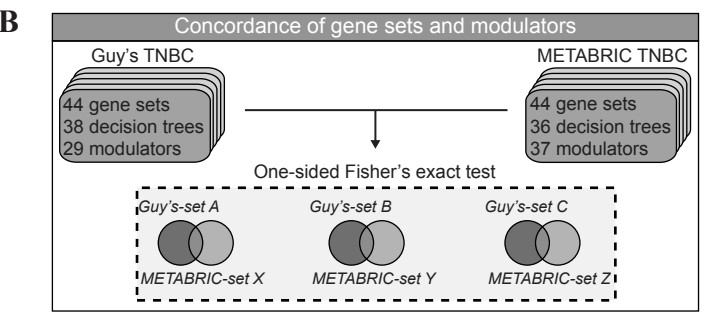 B
Concordance of gene sets and modulators
Guy's TNBC METABRIC TNBC
44 gene sets 44 gene sets
38 decision trees 36 decision trees
29 modulators 37 modulators
One-sided Fisher's exact test
Guy's-set A Guy's-set B Guy's-set C
METABRIC-set X METABRIC-set Y METABRIC-set Z